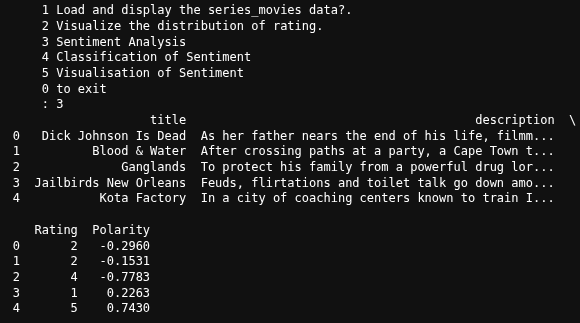 1 Load and display the series_movies data?.
2 Visualize the distribution of rating.
3 Sentiment Analysis
4 Classification of Sentiment
5 Visualisation of Sentiment
0 to exit
: 3
title description \
0 Dick Johnson Is Dead As her father nears the end of his life, filmm...
1 Blood & Water After crossing paths at a party, a Cape Town t...
2 Ganglands To protect his family from a powerful drug lor...
3 Jailbirds New Orleans Feuds, flirtations and toilet talk go down amo...
4 Kota Factory In a city of coaching centers known to train I...
Rating Polarity
0 2 -0.2960
1 2 -0.1531
2 4 -0.7783
3 1 0.2263
4 5 0.7430